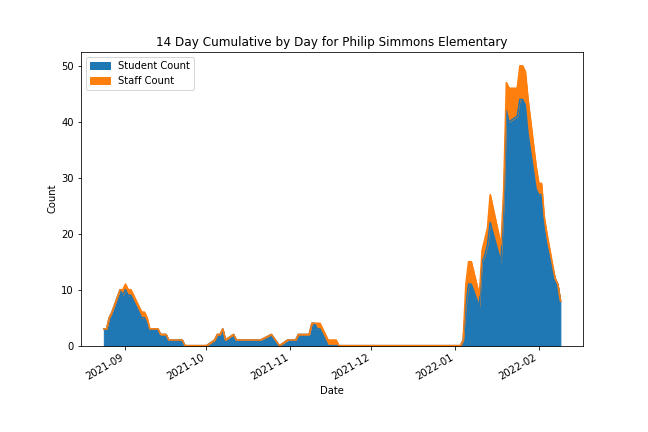 14 Day Cumulative by Day for Philip Simmons Elementary
Student Count
Staff Count
50
40
30
20
10
0
Count
2021-09
2021-10
2021-11
2021-12
2022-01
2022-02
Date